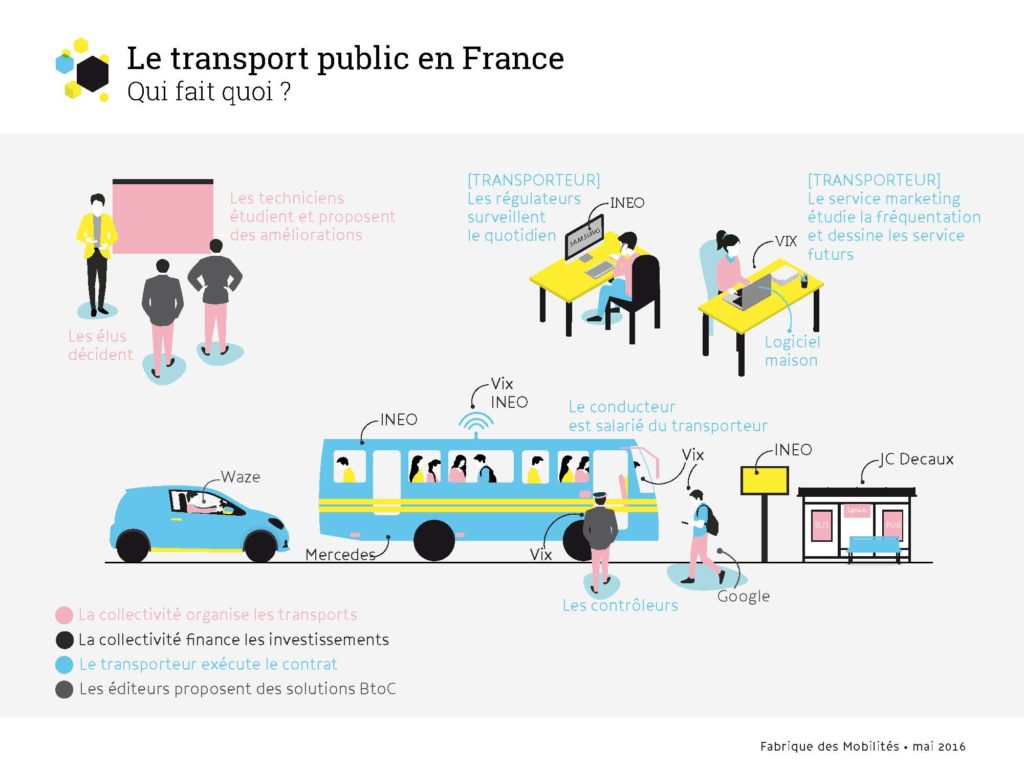 Le transport public en France
Qui fait quoi ?
Les techniciens
étudient et proposent
des améliorations
Les élus
décident
[TRANSPORTEUR]
Les régulateurs
surveillent
le quotidien
INEO
SAMSUNG
[TRANSPORTEUR]
Le service marketing
étudie la fréquentation
et dessine les service
futurs
VIX
Logiciel
maison
Vix
INEO
INEO
Le conducteur
est salarié du transporteur
Waze
Mercedes
Vix
Vix
INEO
JC Decaux
BUS
Ligne 6
PUB
Les contrôleurs
Google
La collectivité organise les transports
La collectivité finance les investissements
Le transporteur exécute le contrat
Les éditeurs proposent des solutions BtoC
Fabrique des Mobilités • mai 2016